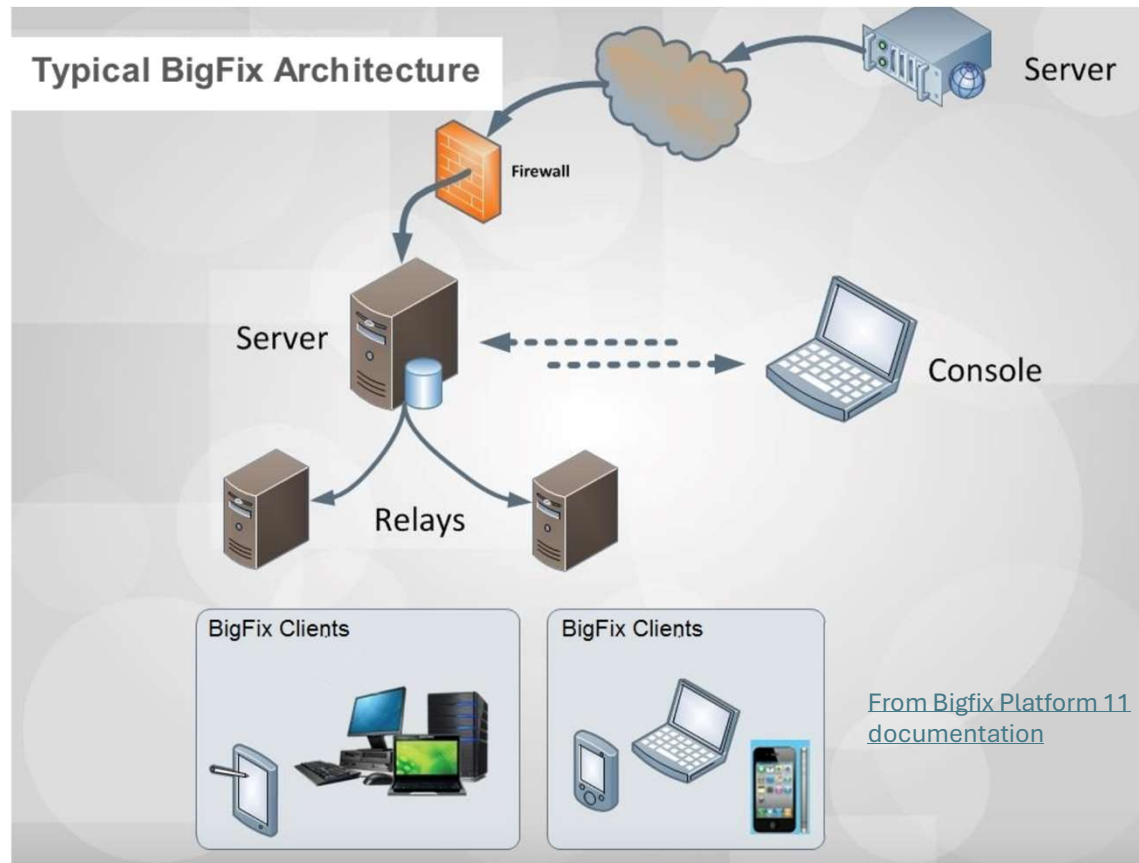 Typical BigFix Architecture
Server
Firewall
Server
Console
Relays
BigFix Clients
BigFix Clients
From Bigfix Platform 11
documentation